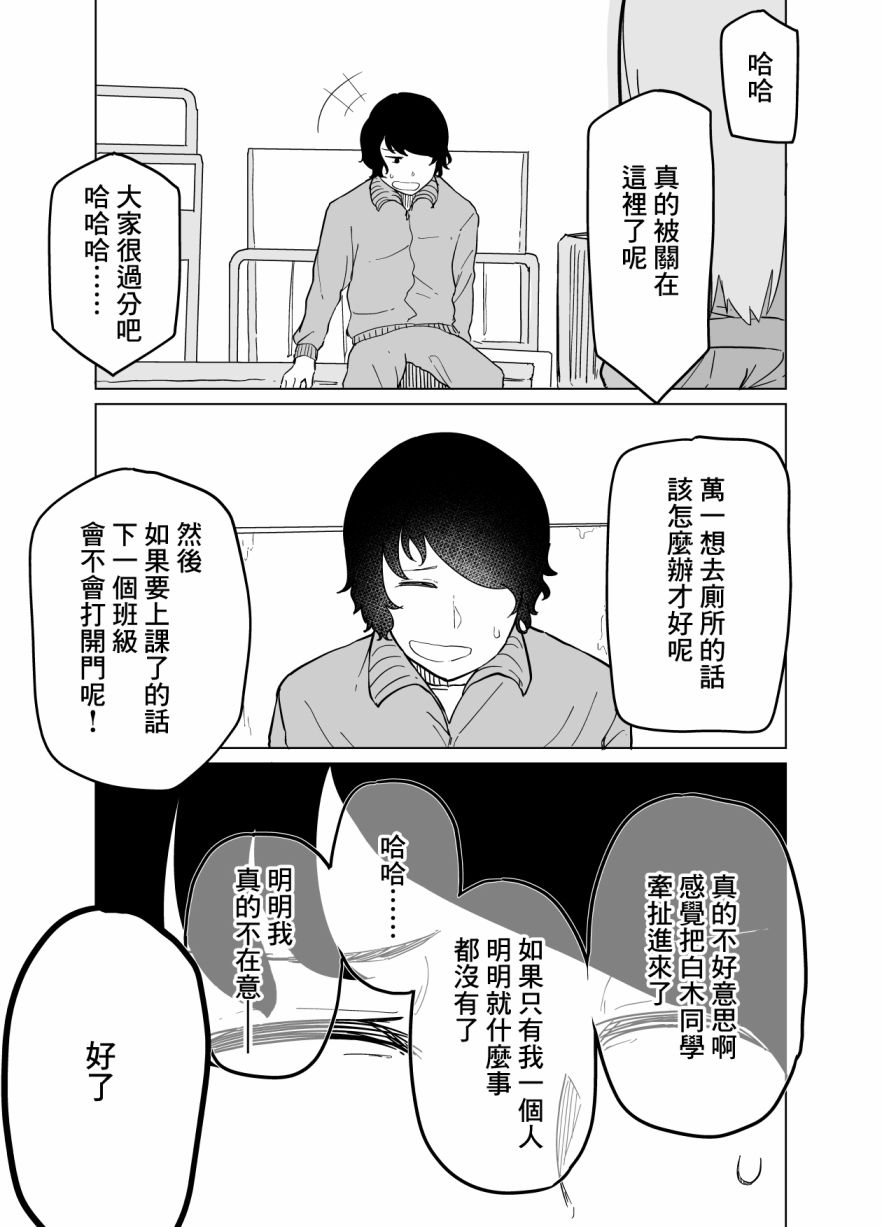 哈哈
真的被關在
這裡了呢
大家很過分吧
哈哈哈……
萬一想去廁所的話
該怎麼辦才好呢
然後
如果要上課了的話
下一個班級
會不會打開門呢！
真的不好意思啊
感覺把白木同學
牽扯進來了
如果只有我一個人
明明就什麼事
都沒有了
哈哈……
明明我
真的不在意——
好了